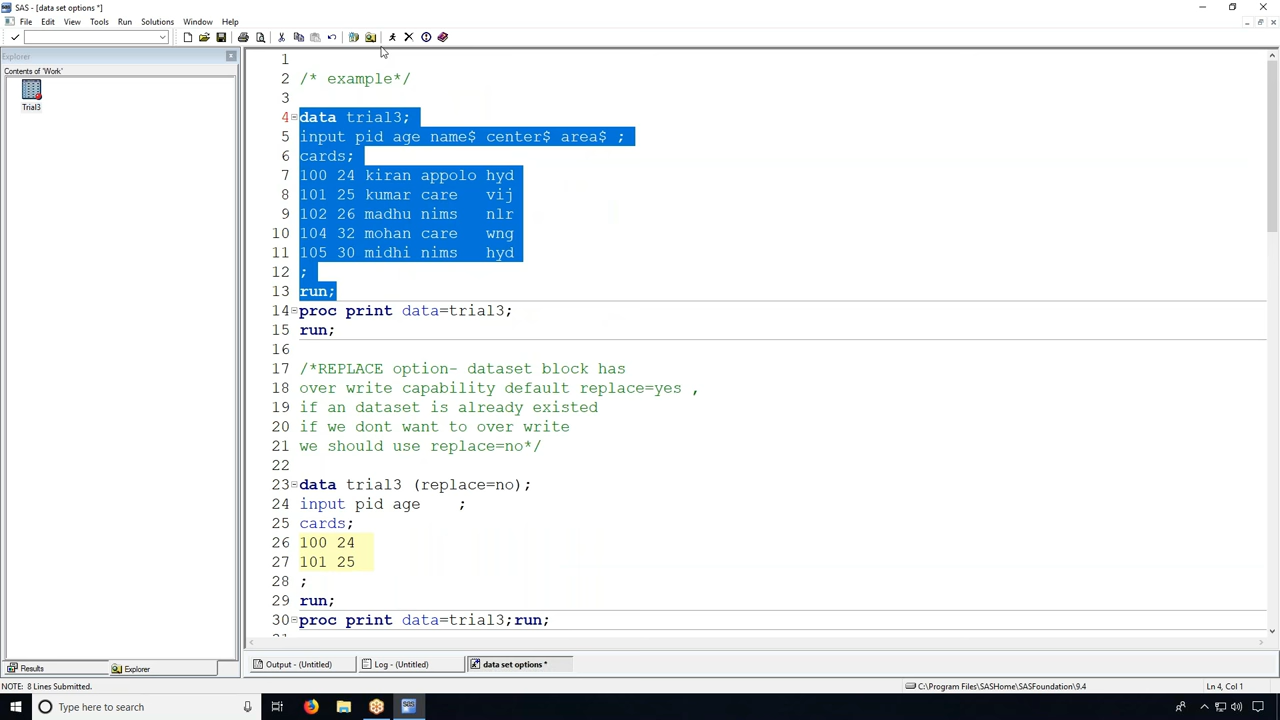 SAS - [data set options *]
File Edit View Tools Run Solutions Window Help
Explorer
Contents of 'Work'
Trial3
1
2 /* example*/
3
4 data trial3;
5 input pid age name$ center$ area$ ;
6 cards;
7 100 24 kiran appolo hyd
8 101 25 kumar care vij
9 102 26 madhu nims nlr
10 104 32 mohan care wng
11 105 30 midhi nims hyd
12 ;
13 run;
14 proc print data=trial3;
15 run;
16
17 /*REPLACE option- dataset block has
18 over write capability default replace=yes ,
19 if an dataset is already existed
20 if we dont want to over write
21 we should use replace=no*/
22
23 data trial3 (replace=no);
24 input pid age ;
25 cards;
26 100 24
27 101 25
28 ;
29 run;
30 proc print data=trial3;run;
Results Explorer
Output - (Untitled) Log - (Untitled) data set options *
NOTE: 8 Lines Submitted. C:\Program Files\SASHome\SASFoundation\9.4 Ln 4, Col 1
Type here to search